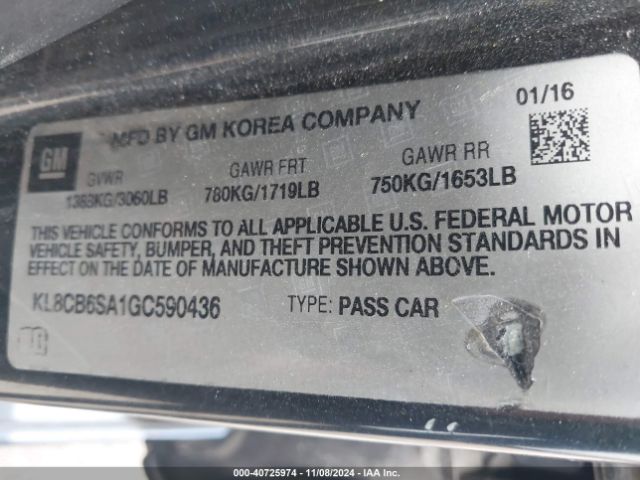 GM
MFD BY GM KOREA COMPANY
01/16
GVWR
GAWR FRT
GAWR RR
1388KG/3060LB
780KG/1719LB
750KG/1653LB
THIS VEHICLE CONFORMS TO ALL APPLICABLE U.S. FEDERAL MOTOR
VEHICLE SAFETY, BUMPER, AND THEFT PREVENTION STANDARDS IN
EFFECT ON THE DATE OF MANUFACTURE SHOWN ABOVE.
KL8CB6SA1GC590436
TYPE: PASS CAR
000-40725974 - 11/08/2024 - IAA Inc.